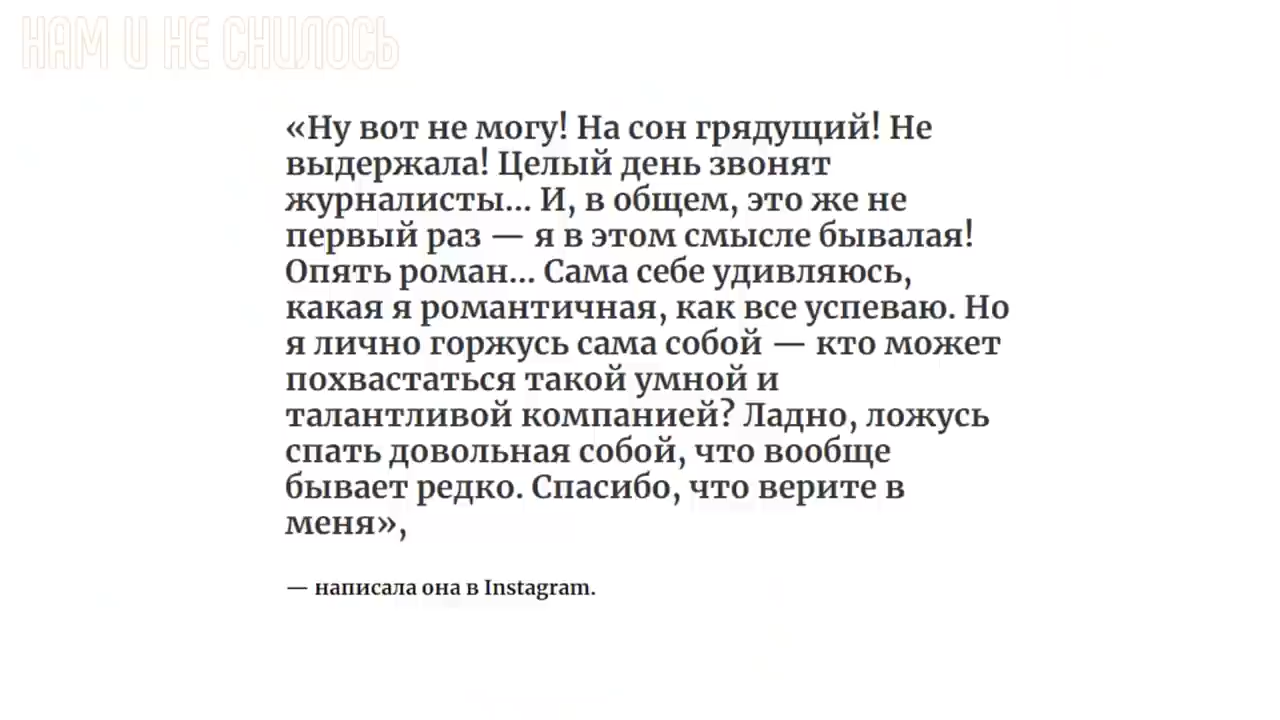 НАМ И НЕ СНИЛОСЬ
«Ну вот не могу! На сон грядущий! Не
выдержала! Целый день звонят
журналисты... И, в общем, это же не
первый раз — я в этом смысле бывалая!
Опять роман... Сама себе удивляюсь,
какая я романтичная, как все успеваю. Но
я лично горжусь сама собой — кто может
похвастаться такой умной и
талантливой компанией? Ладно, ложусь
спать довольная собой, что вообще
бывает редко. Спасибо, что верите в
меня»,
— написала она в Instagram.